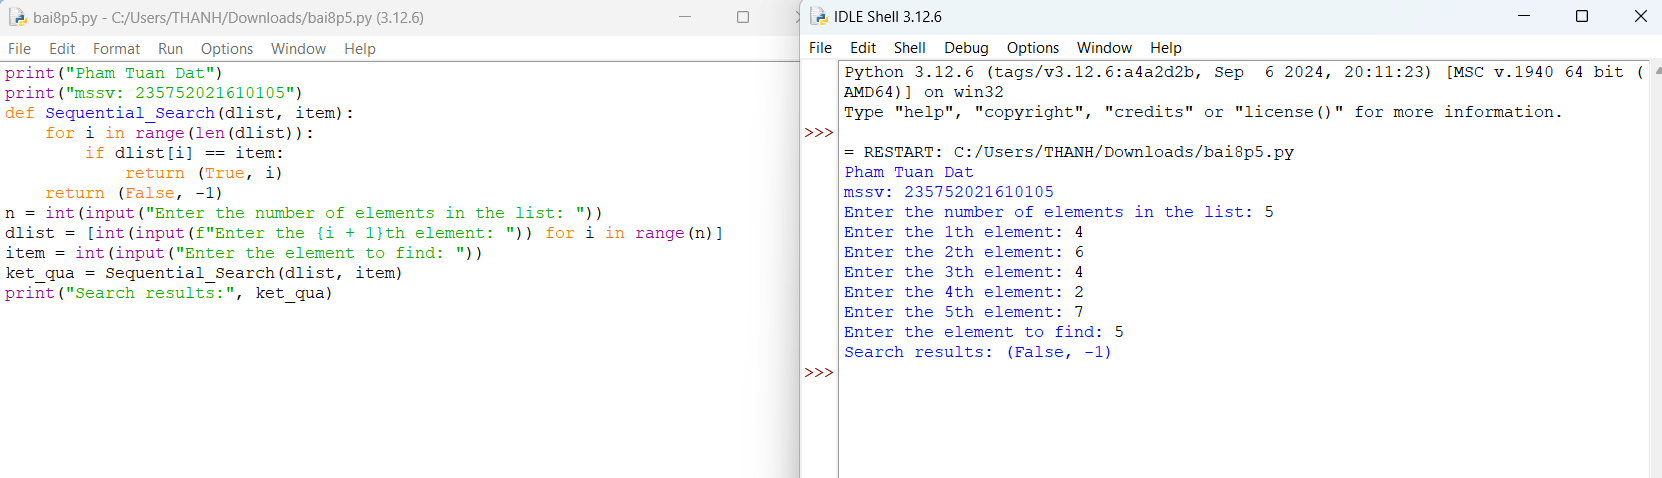 bai8p5.py - C:/Users/THANH/Downloads/bai8p5.py (3.12.6)
File Edit Format Run Options Window Help
print("Pham Tuan Dat")
print("mssv: 235752021610105")
def Sequential_Search(dlist, item):
    for i in range(len(dlist)):
        if dlist[i] == item:
            return (True, i)
    return (False, -1)
n = int(input("Enter the number of elements in the list: "))
dlist = [int(input(f"Enter the {i + 1}th element: ")) for i in range(n)]
item = int(input("Enter the element to find: "))
ket_qua = Sequential_Search(dlist, item)
print("Search results:", ket_qua)
IDLE Shell 3.12.6
File Edit Shell Debug Options Window Help
Python 3.12.6 (tags/v3.12.6:a4a2d2b, Sep  6 2024, 20:11:23) [MSC v.1940 64 bit (
AMD64)] on win32
Type "help", "copyright", "credits" or "license()" for more information.
>>>
= RESTART: C:/Users/THANH/Downloads/bai8p5.py
Pham Tuan Dat
mssv: 235752021610105
Enter the number of elements in the list: 5
Enter the 1th element: 4
Enter the 2th element: 6
Enter the 3th element: 4
Enter the 4th element: 2
Enter the 5th element: 7
Enter the element to find: 5
Search results: (False, -1)
>>>